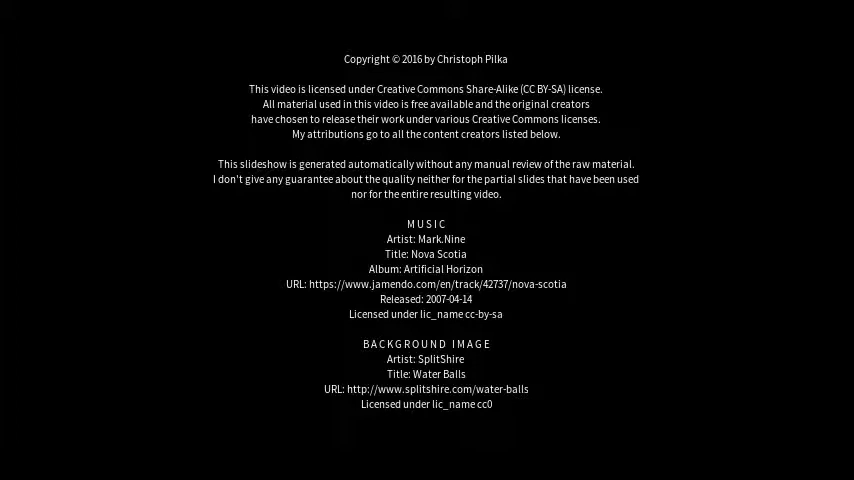 Copyright © 2016 by Christoph Pilka
This video is licensed under Creative Commons Share-Alike (CC BY-SA) license.
All material used in this video is free available and the original creators
have chosen to release their work under various Creative Commons licenses.
My attributions go to all the content creators listed below.
This slideshow is generated automatically without any manual review of the raw material.
I don't give any guarantee about the quality neither for the partial slides that have been used
nor for the entire resulting video.
MUSIC
Artist: Mark.Nine
Title: Nova Scotia
Album: Artificial Horizon
URL: https://www.jamendo.com/en/track/42737/nova-scotia
Released: 2007-04-14
Licensed under lic_name cc-by-sa
BACKGROUND IMAGE
Artist: SplitShire
Title: Water Balls
URL: http://www.splitshire.com/water-balls
Licensed under lic_name cc0